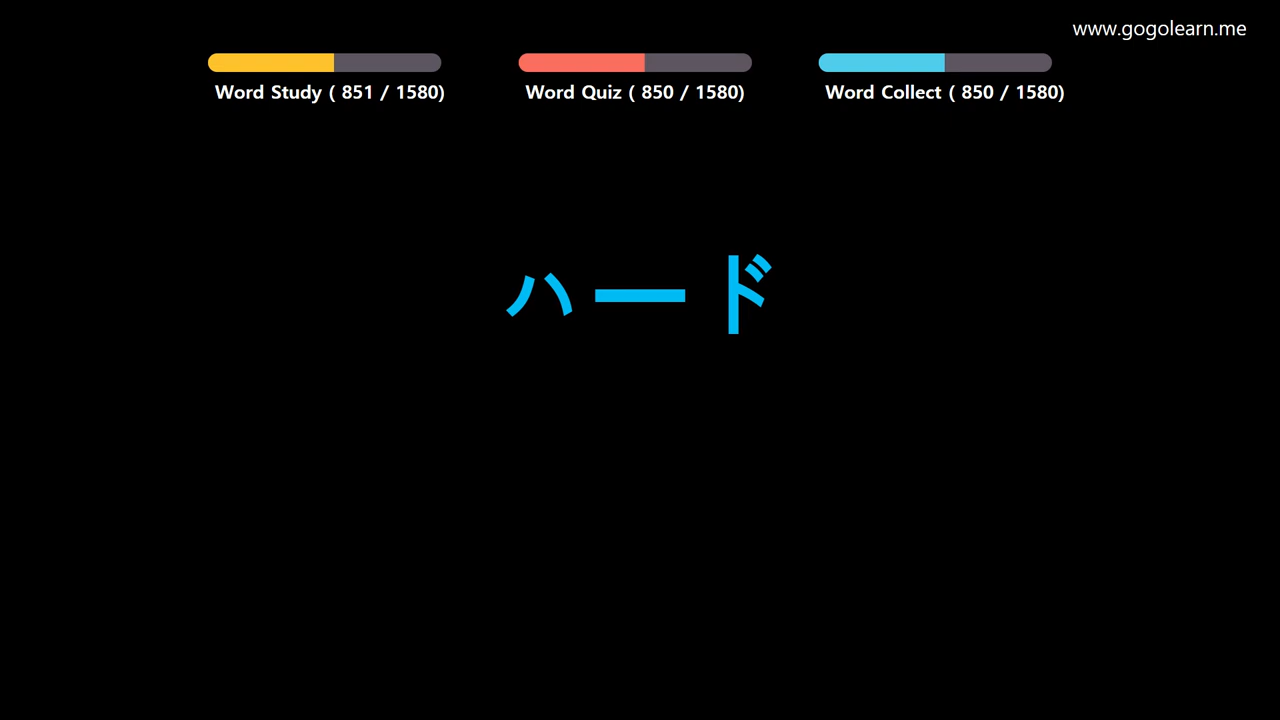 www.gogolearn.me
Word Study ( 851 / 1580)
Word Quiz ( 850 / 1580)
Word Collect ( 850 / 1580)
ハード